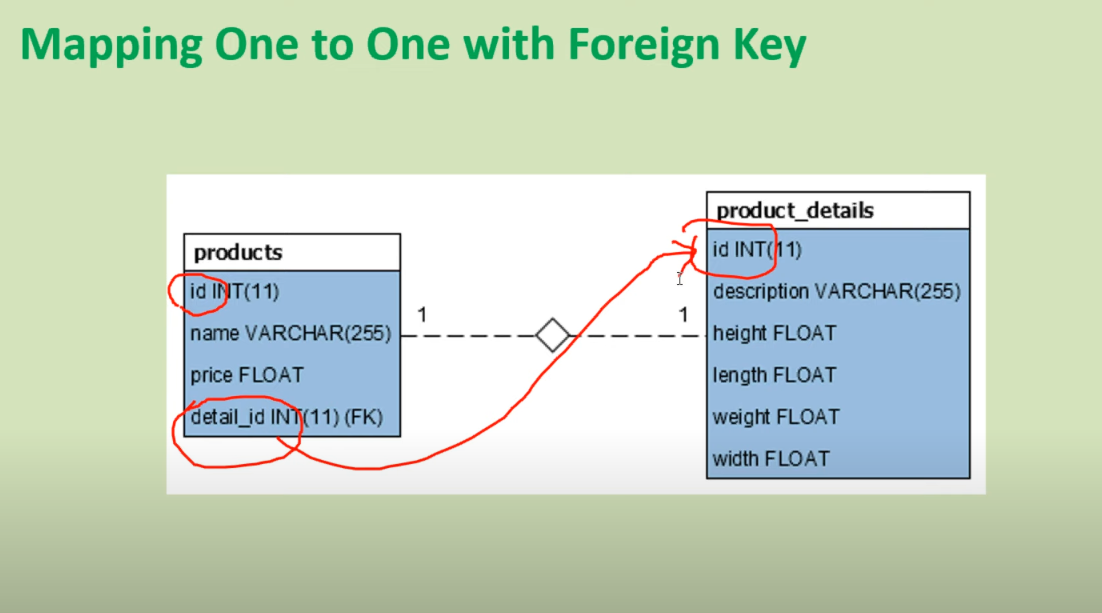 Mapping One to One with Foreign Key
products
id INT(11)
name VARCHAR(255)
price FLOAT
detail_id INT(11) (FK)
1
1
product_details
id INT(11)
description VARCHAR(255)
height FLOAT
length FLOAT
weight FLOAT
width FLOAT